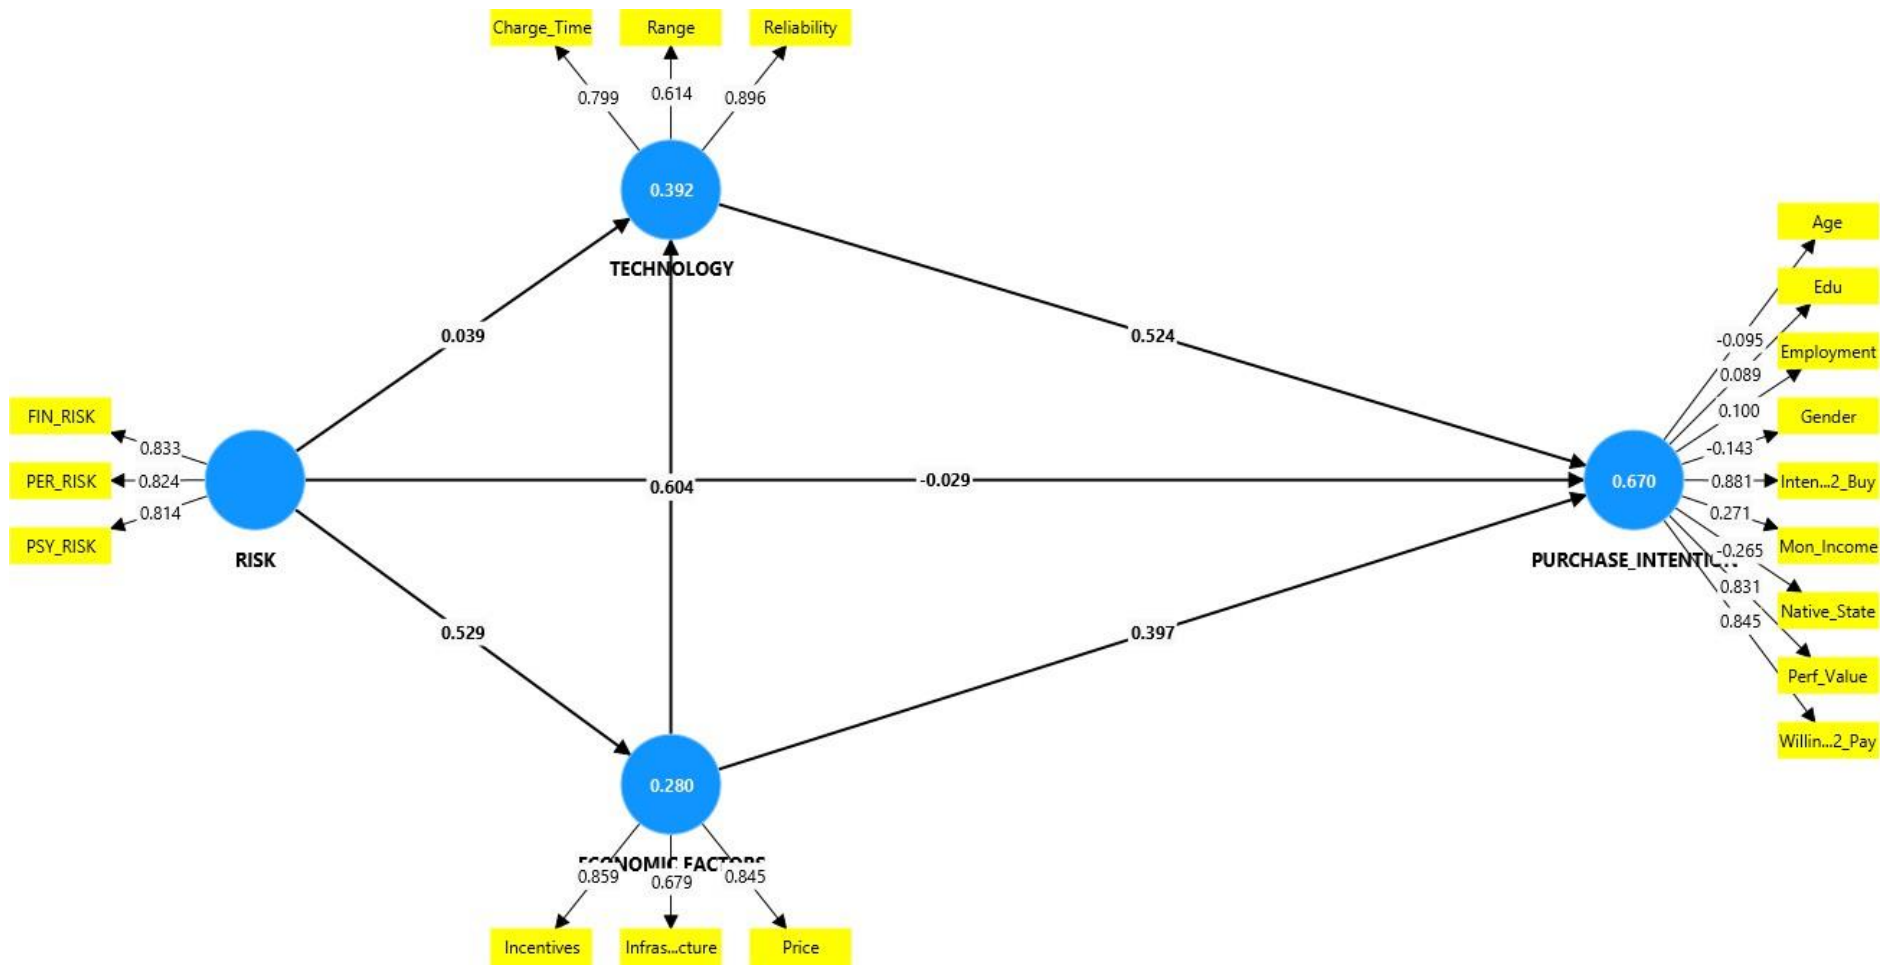 Charge_Time
Range
Reliability
0.799
0.614
0.896
0.392
TECHNOLOGY
0.039
0.524
FIN_RISK
PER_RISK
PSY_RISK
0.833
0.824
0.814
RISK
0.604
-0.029
0.529
0.397
0.670
PURCHASE_INTENTION
Age
Edu
Employment
Gender
Inten...2_Buy
Mon_Income
Native_State
Perf_Value
Willin...2_Pay
-0.095
0.089
0.100
-0.143
0.881
0.271
-0.265
0.831
0.845
0.280
ECONOMIC FACTORS
0.859
0.679
0.845
Incentives
Infras...cture
Price